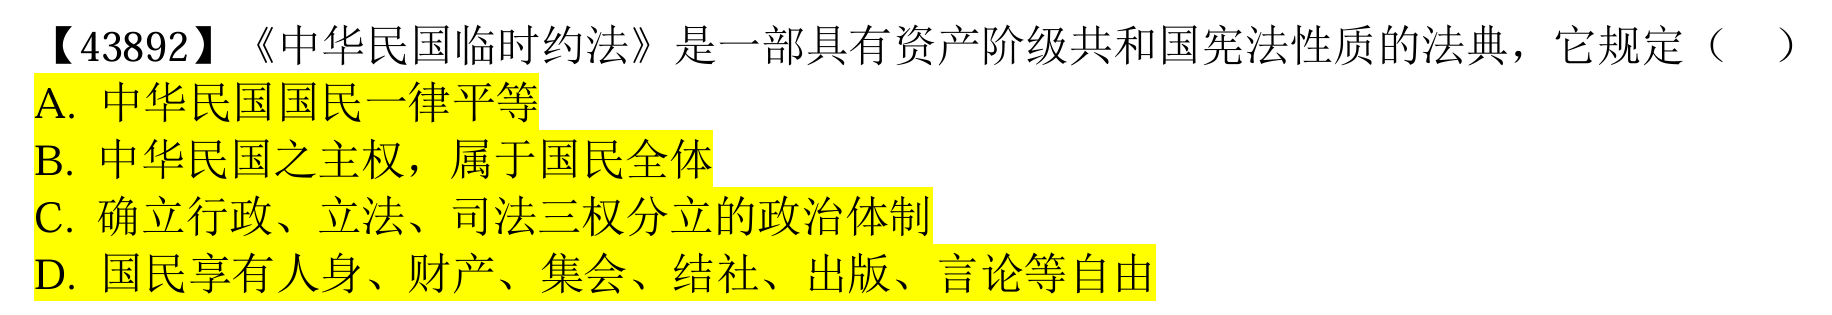 【43892】《中华民国临时约法》是一部具有资产阶级共和国宪法性质的法典，它规定（　）
A. 中华民国国民一律平等
B. 中华民国之主权，属于国民全体
C. 确立行政、立法、司法三权分立的政治体制
D. 国民享有人身、财产、集会、结社、出版、言论等自由